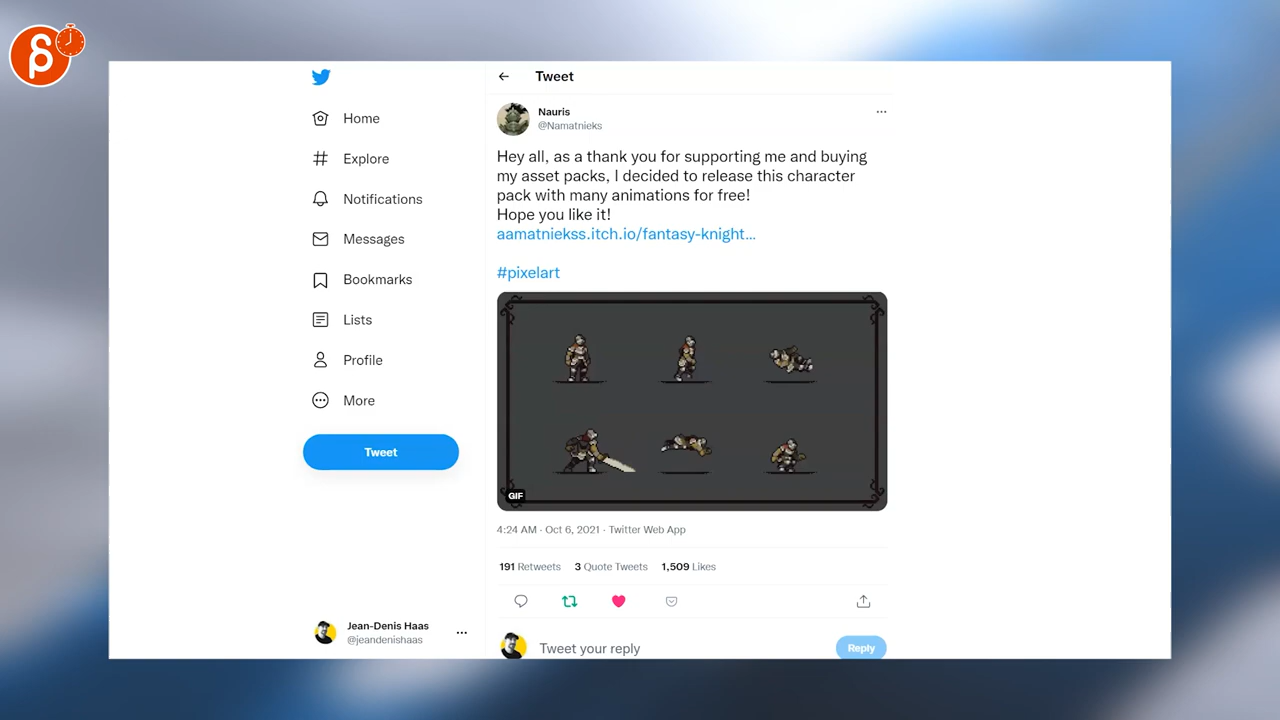 Tweet
Nauris
@Namatnieks
Home
Explore
Notifications
Messages
Bookmarks
Lists
Profile
More
Tweet
Jean-Denis Haas
@jeandenishaas
Hey all, as a thank you for supporting me and buying
my asset packs, I decided to release this character
pack with many animations for free!
Hope you like it!
aamatniekss.itch.io/fantasy-knight...
#pixelart
GIF
4:24 AM · Oct 6, 2021 · Twitter Web App
191 Retweets 3 Quote Tweets 1,509 Likes
Tweet your reply
Reply